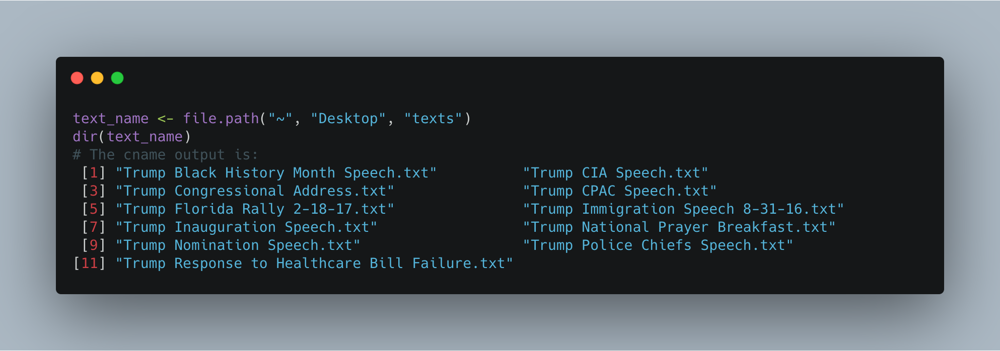 text_name <- file.path("~", "Desktop", "texts")
dir(text_name)
# The cname output is:
 [1] "Trump Black History Month Speech.txt"          "Trump CIA Speech.txt"
 [3] "Trump Congressional Address.txt"               "Trump CPAC Speech.txt"
 [5] "Trump Florida Rally 2-18-17.txt"               "Trump Immigration Speech 8-31-16.txt"
 [7] "Trump Inauguration Speech.txt"                 "Trump National Prayer Breakfast.txt"
 [9] "Trump Nomination Speech.txt"                   "Trump Police Chiefs Speech.txt"
[11] "Trump Response to Healthcare Bill Failure.txt"